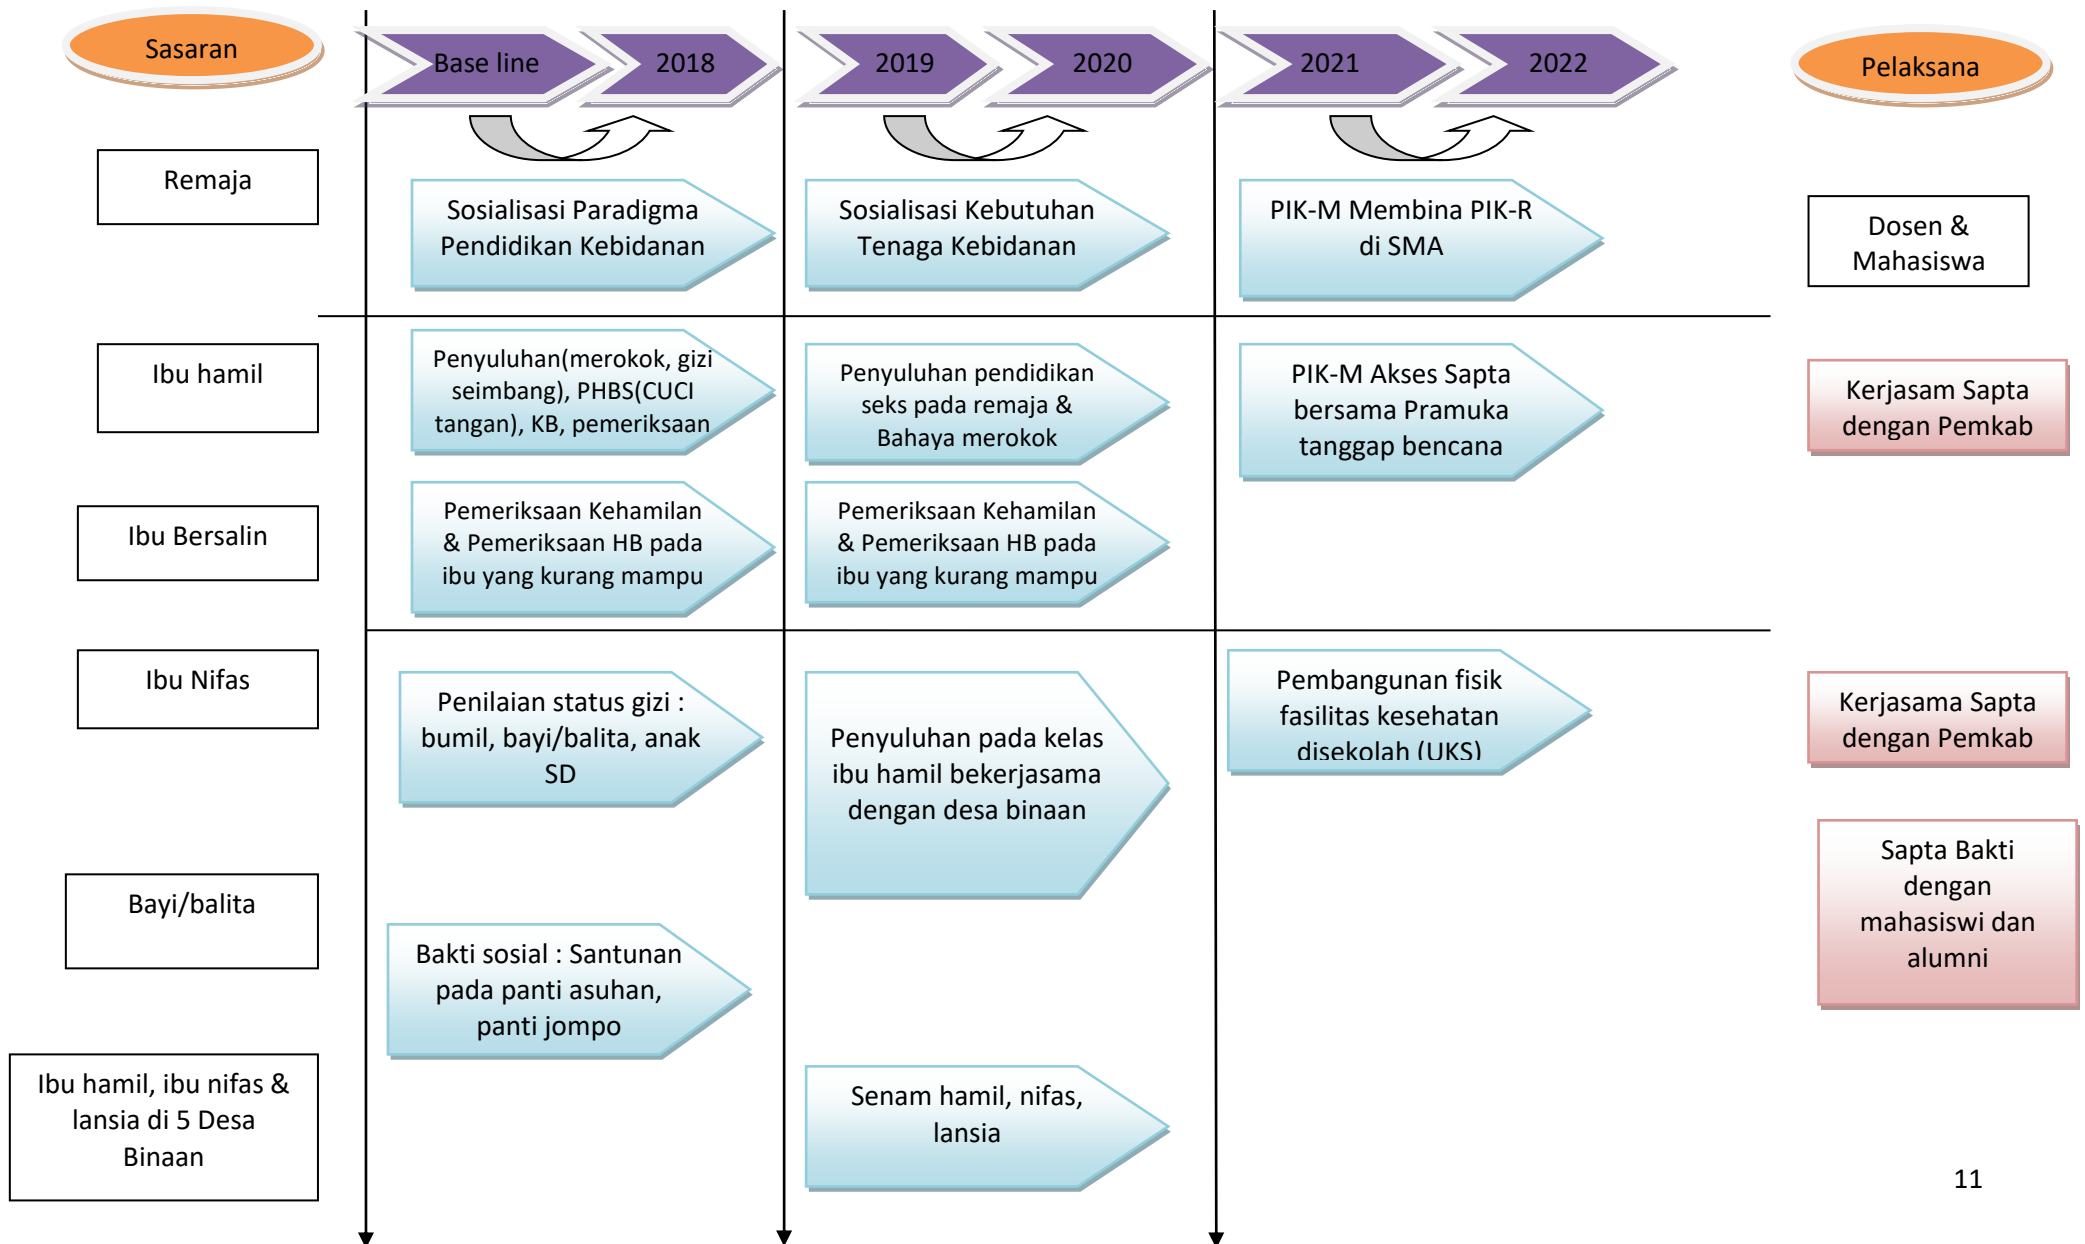 Sasaran
Base line
2018
2019
2020
2021
2022
Pelaksana
Remaja
Sosialisasi Paradigma
Pendidikan Kebidanan
Sosialisasi Kebutuhan
Tenaga Kebidanan
PIK-M Membina PIK-R
di SMA
Dosen &
Mahasiswa
Ibu hamil
Penyuluhan(merokok, gizi
seimbang), PHBS(CUCI
tangan), KB, pemeriksaan
Penyuluhan pendidikan
seks pada remaja &
Bahaya merokok
PIK-M Akses Sapta
bersama Pramuka
tanggap bencana
Kerjasam Sapta
dengan Pemkab
Ibu Bersalin
Pemeriksaan Kehamilan
& Pemeriksaan HB pada
ibu yang kurang mampu
Pemeriksaan Kehamilan
& Pemeriksaan HB pada
ibu yang kurang mampu
Ibu Nifas
Penilaian status gizi :
bumil, bayi/balita, anak
SD
Penyuluhan pada kelas
ibu hamil bekerjasama
dengan desa binaan
Pembangunan fisik
fasilitas kesehatan
disekolah (UKS)
Kerjasama Sapta
dengan Pemkab
Bayi/balita
Bakti sosial : Santunan
pada panti asuhan,
panti jompo
Sapta Bakti
dengan
mahasiswi dan
alumni
Ibu hamil, ibu nifas &
lansia di 5 Desa
Binaan
Senam hamil, nifas,
lansia
11